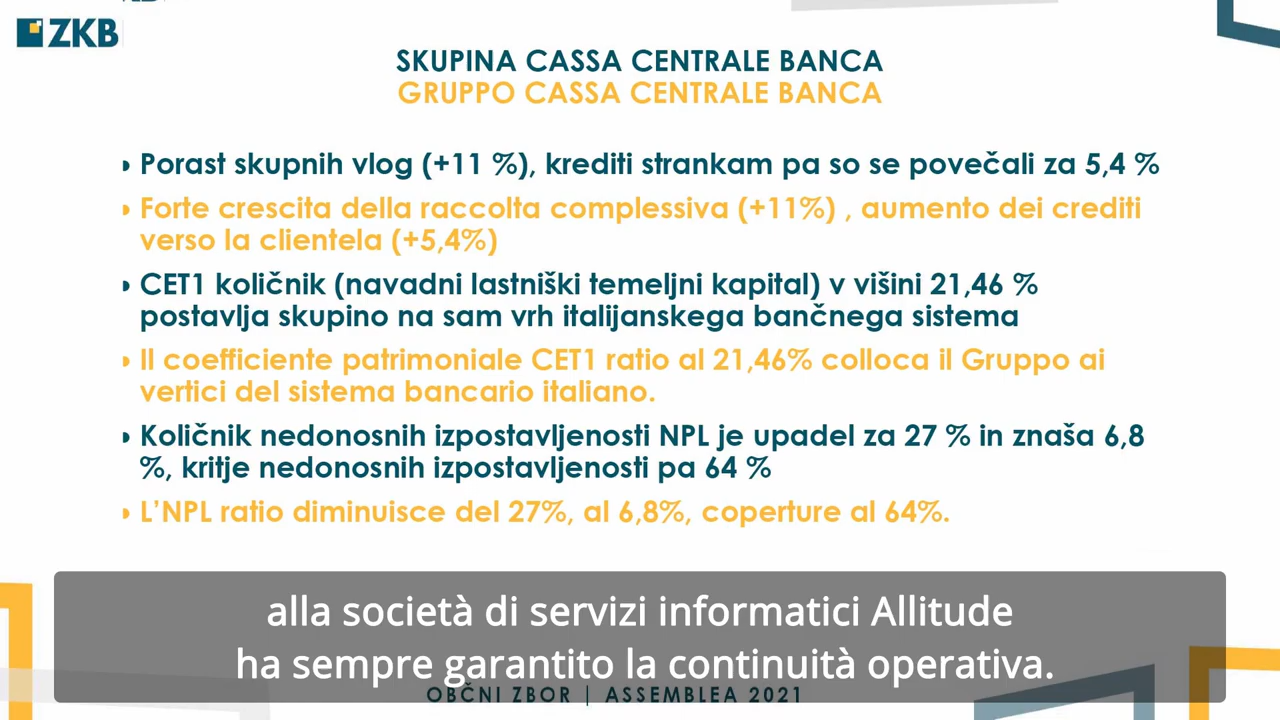 ZKB
SKUPINA CASSA CENTRALE BANCA
GRUPPO CASSA CENTRALE BANCA
Porast skupnih vlog (+11 %), krediti strankam pa so se povečali za 5,4 %
Forte crescita della raccolta complessiva (+11%) , aumento dei crediti
verso la clientela (+5,4%)
CET1 količnik (navadni lastniški temeljni kapital) v višini 21,46 %
postavlja skupino na sam vrh italijanskega bančnega sistema
Il coefficiente patrimoniale CET1 ratio al 21,46% colloca il Gruppo ai
vertici del sistema bancario italiano.
Količnik nedonosnih izpostavljenosti NPL je upadel za 27 % in znaša 6,8
%, kritje nedonosnih izpostavljenosti pa 64 %
L’NPL ratio diminuisce del 27%, al 6,8%, coperture al 64%.
alla società di servizi informatici Allitude
ha sempre garantito la continuità operativa.
OBČNI ZBOR | ASSEMBLEA 2021